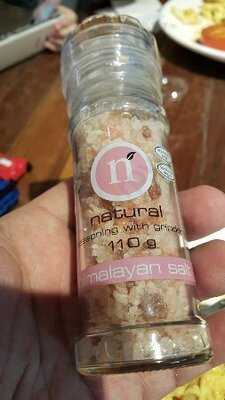 n
natural
seasoning with grinder
110 g
malayan salt